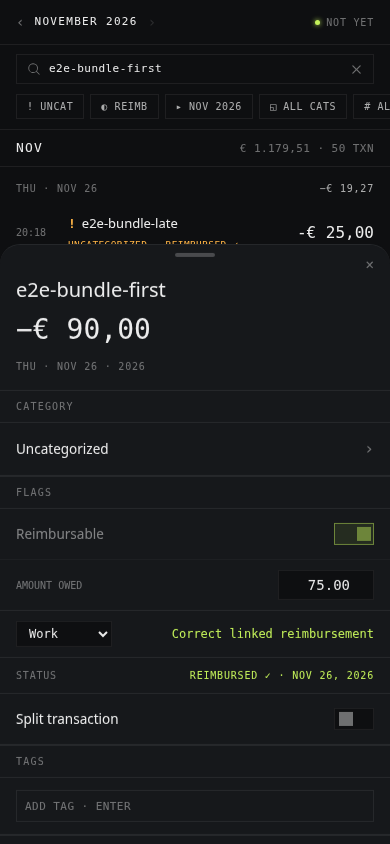 ‹ NOVEMBER 2026 › NOT YET
e2e-bundle-first ×
! UNCAT ◐ REIMB ▸ NOV 2026 ◱ ALL CATS # AL
NOV € 1.179,51 · 50 TXN
THU · NOV 26 −€ 19,27
20:18 ! e2e-bundle-late -€ 25,00
UNCATEGORIZED REIMBURSED
×
e2e-bundle-first
−€ 90,00
THU · NOV 26 · 2026
CATEGORY
Uncategorized ›
FLAGS
Reimbursable
AMOUNT OWED 75.00
Work Correct linked reimbursement
STATUS REIMBURSED ✓ · NOV 26, 2026
Split transaction
TAGS
ADD TAG · ENTER